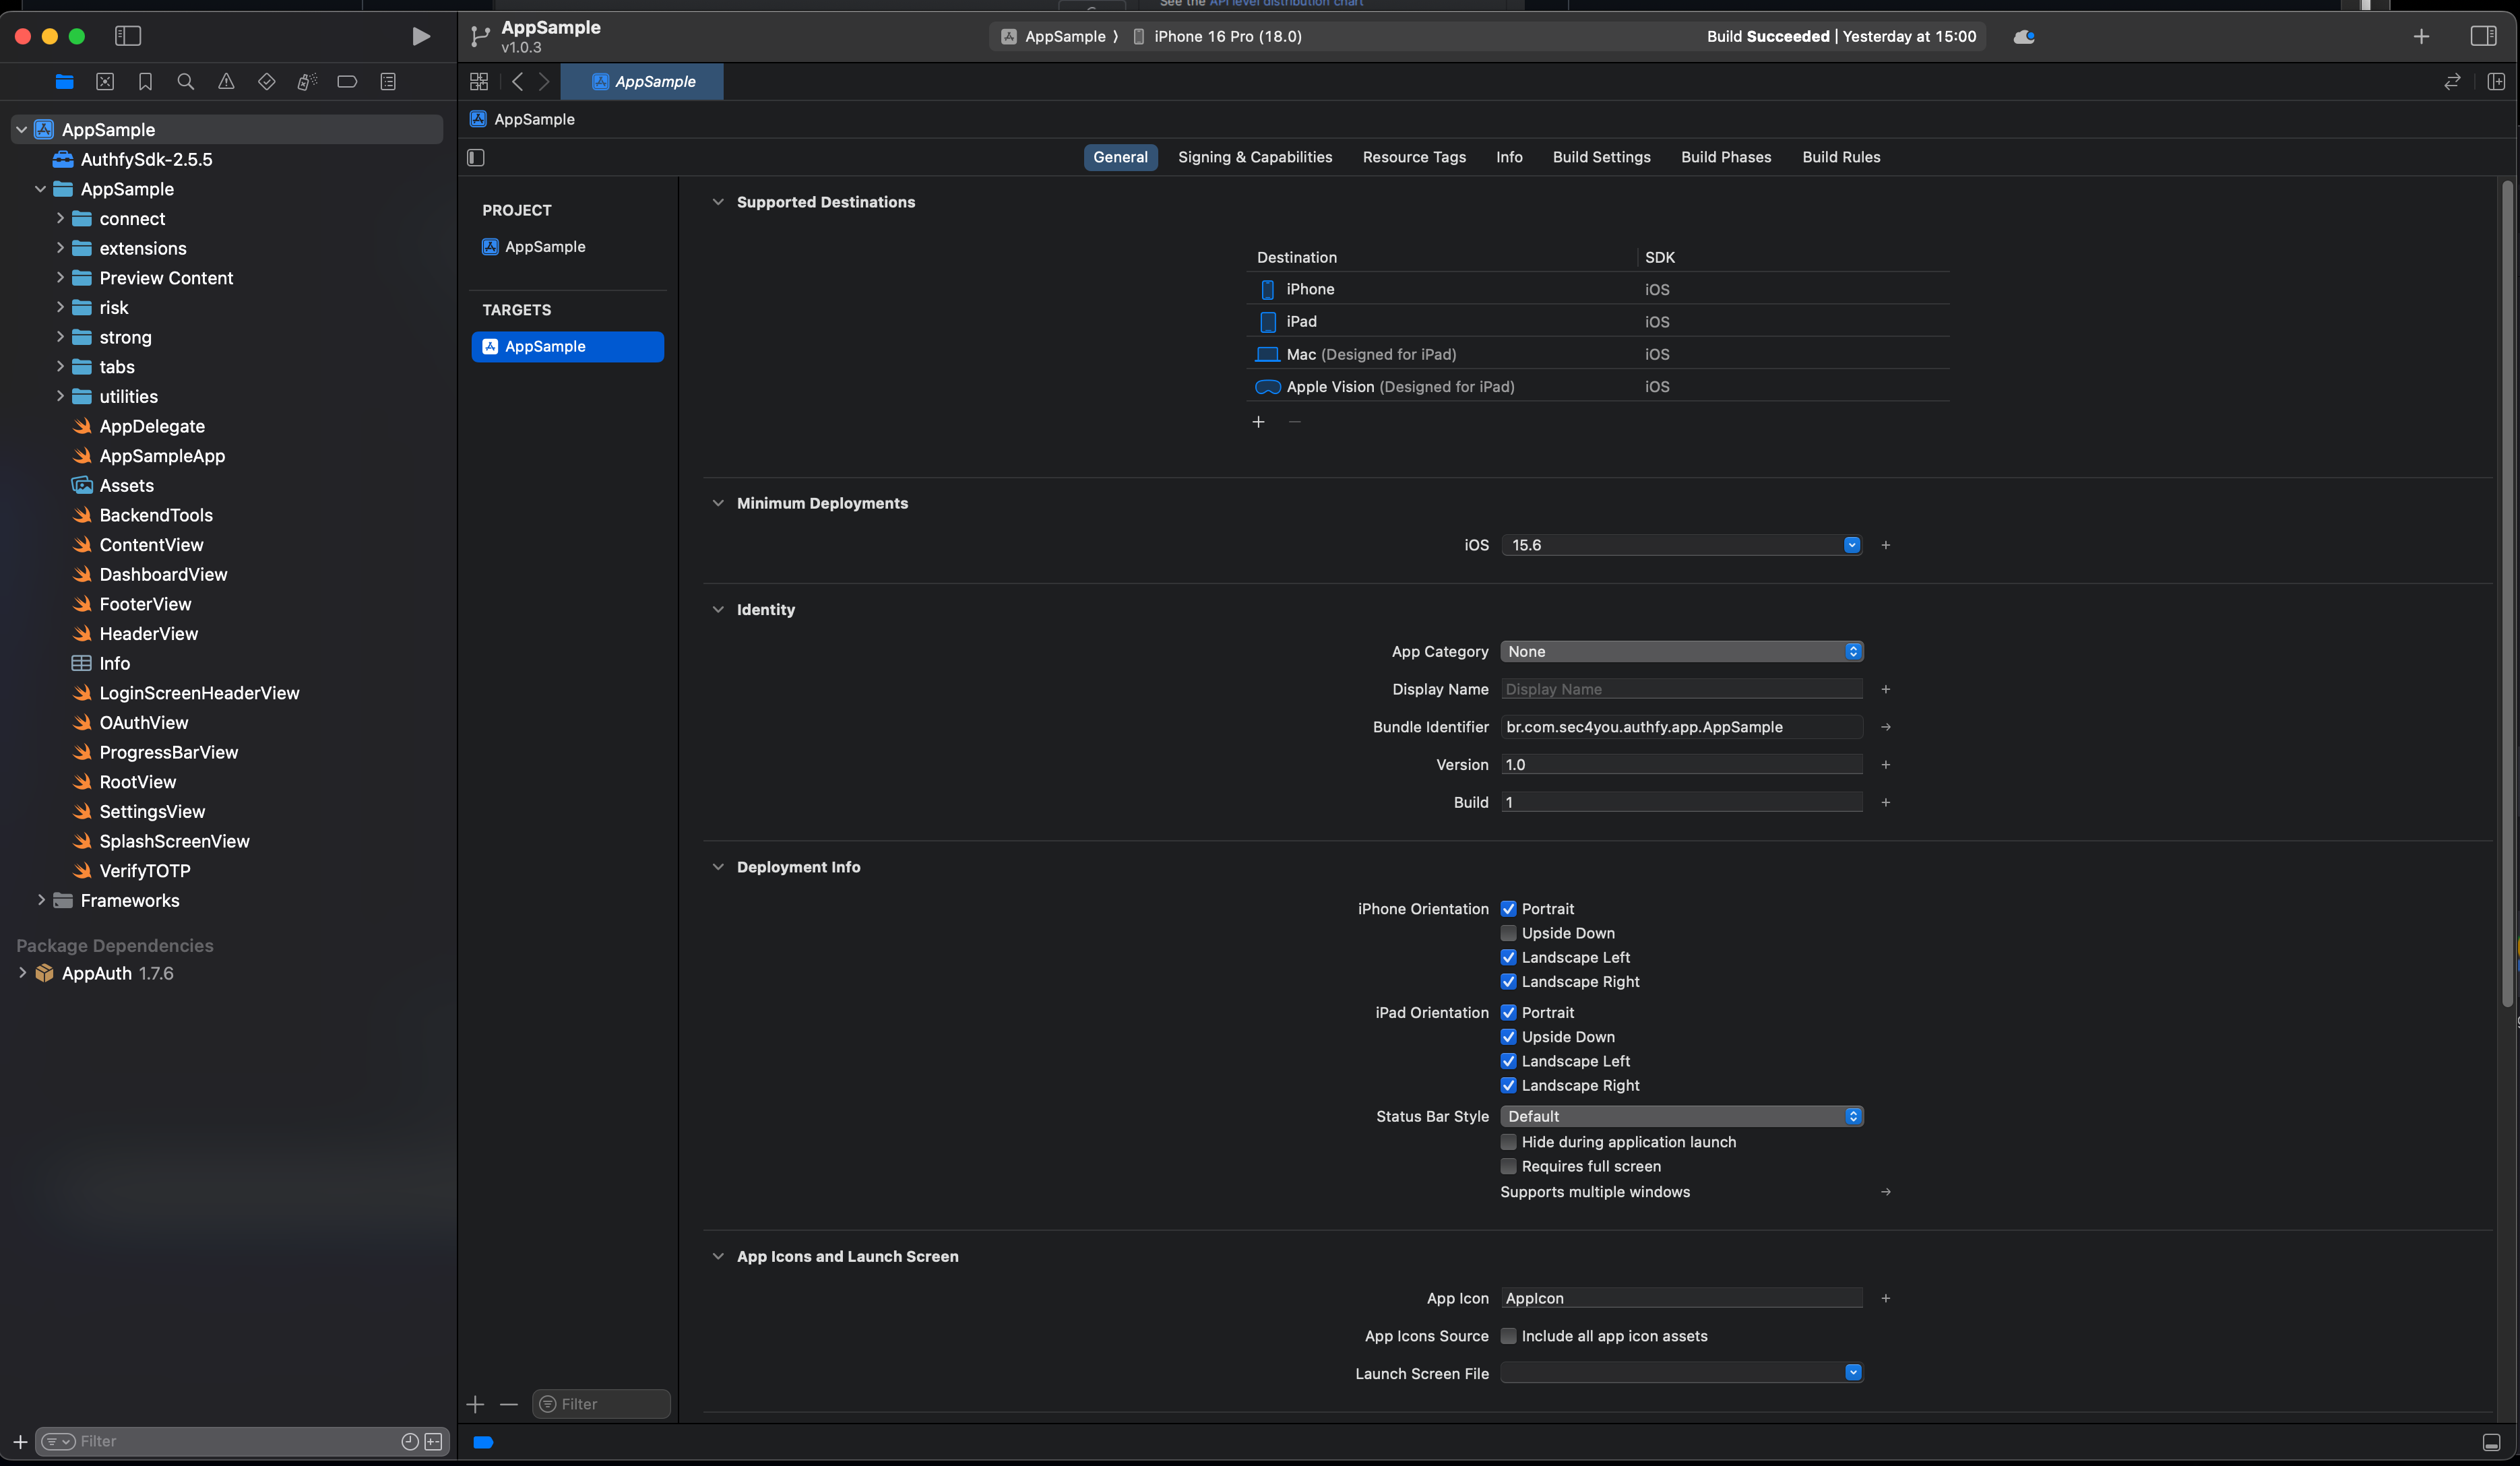 See the API level distribution chart
AppSample
v1.0.3
AppSample
iPhone 16 Pro (18.0)
Build Succeeded | Yesterday at 15:00
AppSample
AppSample
General
Signing & Capabilities
Resource Tags
Info
Build Settings
Build Phases
Build Rules
AppSample
AuthfySdk-2.5.5
AppSample
connect
extensions
Preview Content
risk
strong
tabs
utilities
AppDelegate
AppSampleApp
Assets
BackendTools
ContentView
DashboardView
FooterView
HeaderView
Info
LoginScreenHeaderView
OAuthView
ProgressBarView
RootView
SettingsView
SplashScreenView
VerifyTOTP
Frameworks
Package Dependencies
AppAuth 1.7.6
Filter
PROJECT
AppSample
TARGETS
AppSample
Filter
Supported Destinations
Destination SDK
iPhone iOS
iPad iOS
Mac (Designed for iPad) iOS
Apple Vision (Designed for iPad) iOS
Minimum Deployments
iOS 15.6
Identity
App Category None
Display Name Display Name
Bundle Identifier br.com.sec4you.authfy.app.AppSample
Version 1.0
Build 1
Deployment Info
iPhone Orientation Portrait
Upside Down
Landscape Left
Landscape Right
iPad Orientation Portrait
Upside Down
Landscape Left
Landscape Right
Status Bar Style Default
Hide during application launch
Requires full screen
Supports multiple windows
App Icons and Launch Screen
App Icon AppIcon
App Icons Source Include all app icon assets
Launch Screen File